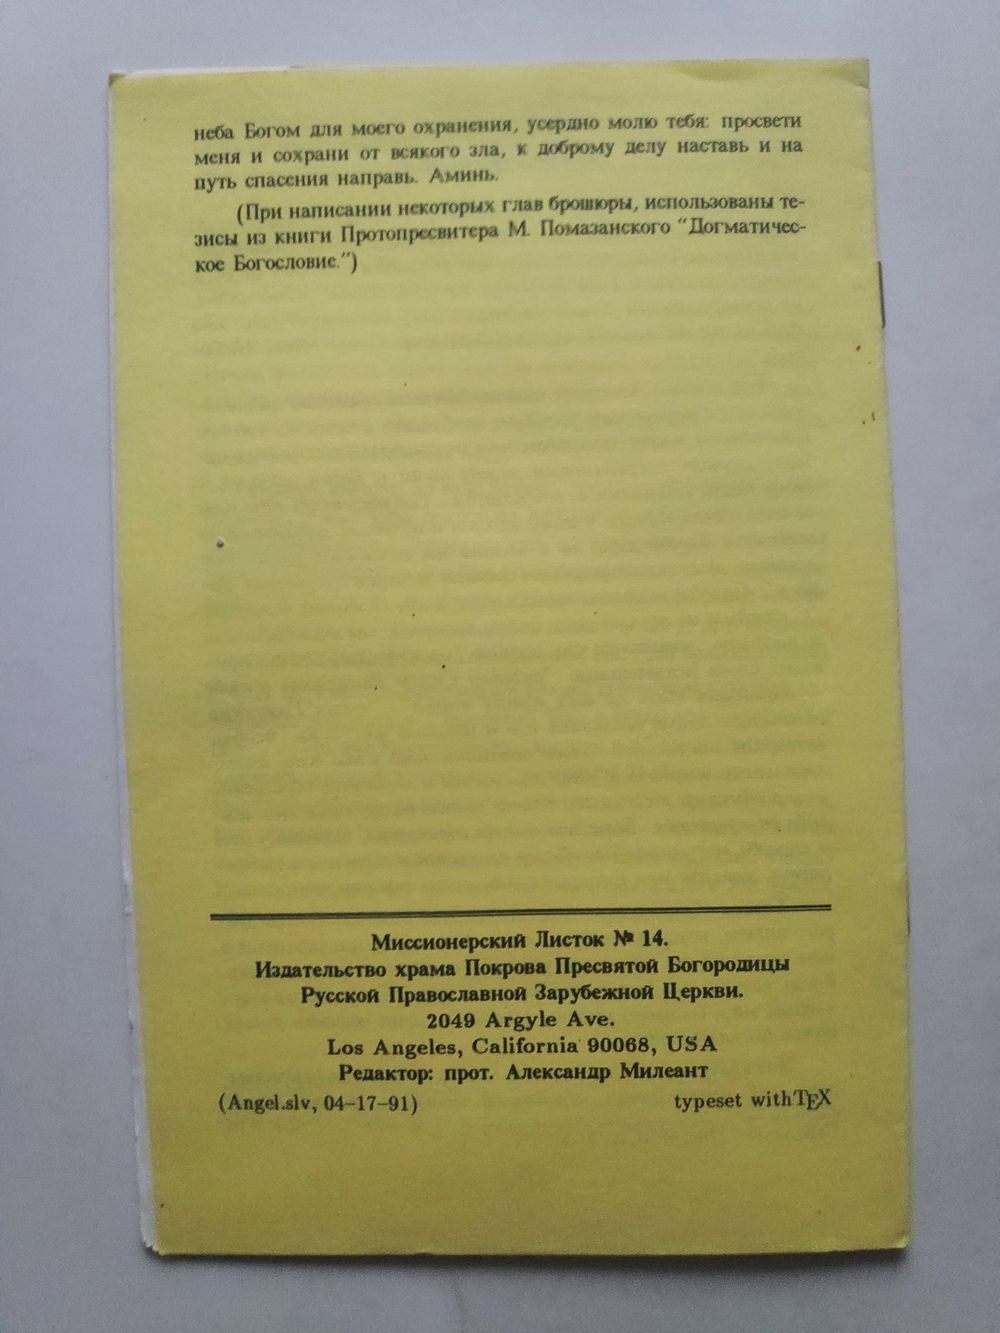 неба Богом для моего охранения, усердно молю тебя: просвети
меня и сохрани от всякого зла, к доброму делу наставь и на
путь спасения направь. Аминь.
(При написании некоторых глав брошюры, использованы те-
зисы из книги Протопресвитера М. Помазанского "Догматичес-
кое Богословие.")
Миссионерский Листок № 14.
Издательство храма Покрова Пресвятой Богородицы
Русской Православной Зарубежной Церкви.
2049 Argyle Ave.
Los Angeles, California 90068, USA
Редактор: прот. Александр Милеант
(Angel.slv, 04-17-91) typeset withTEX